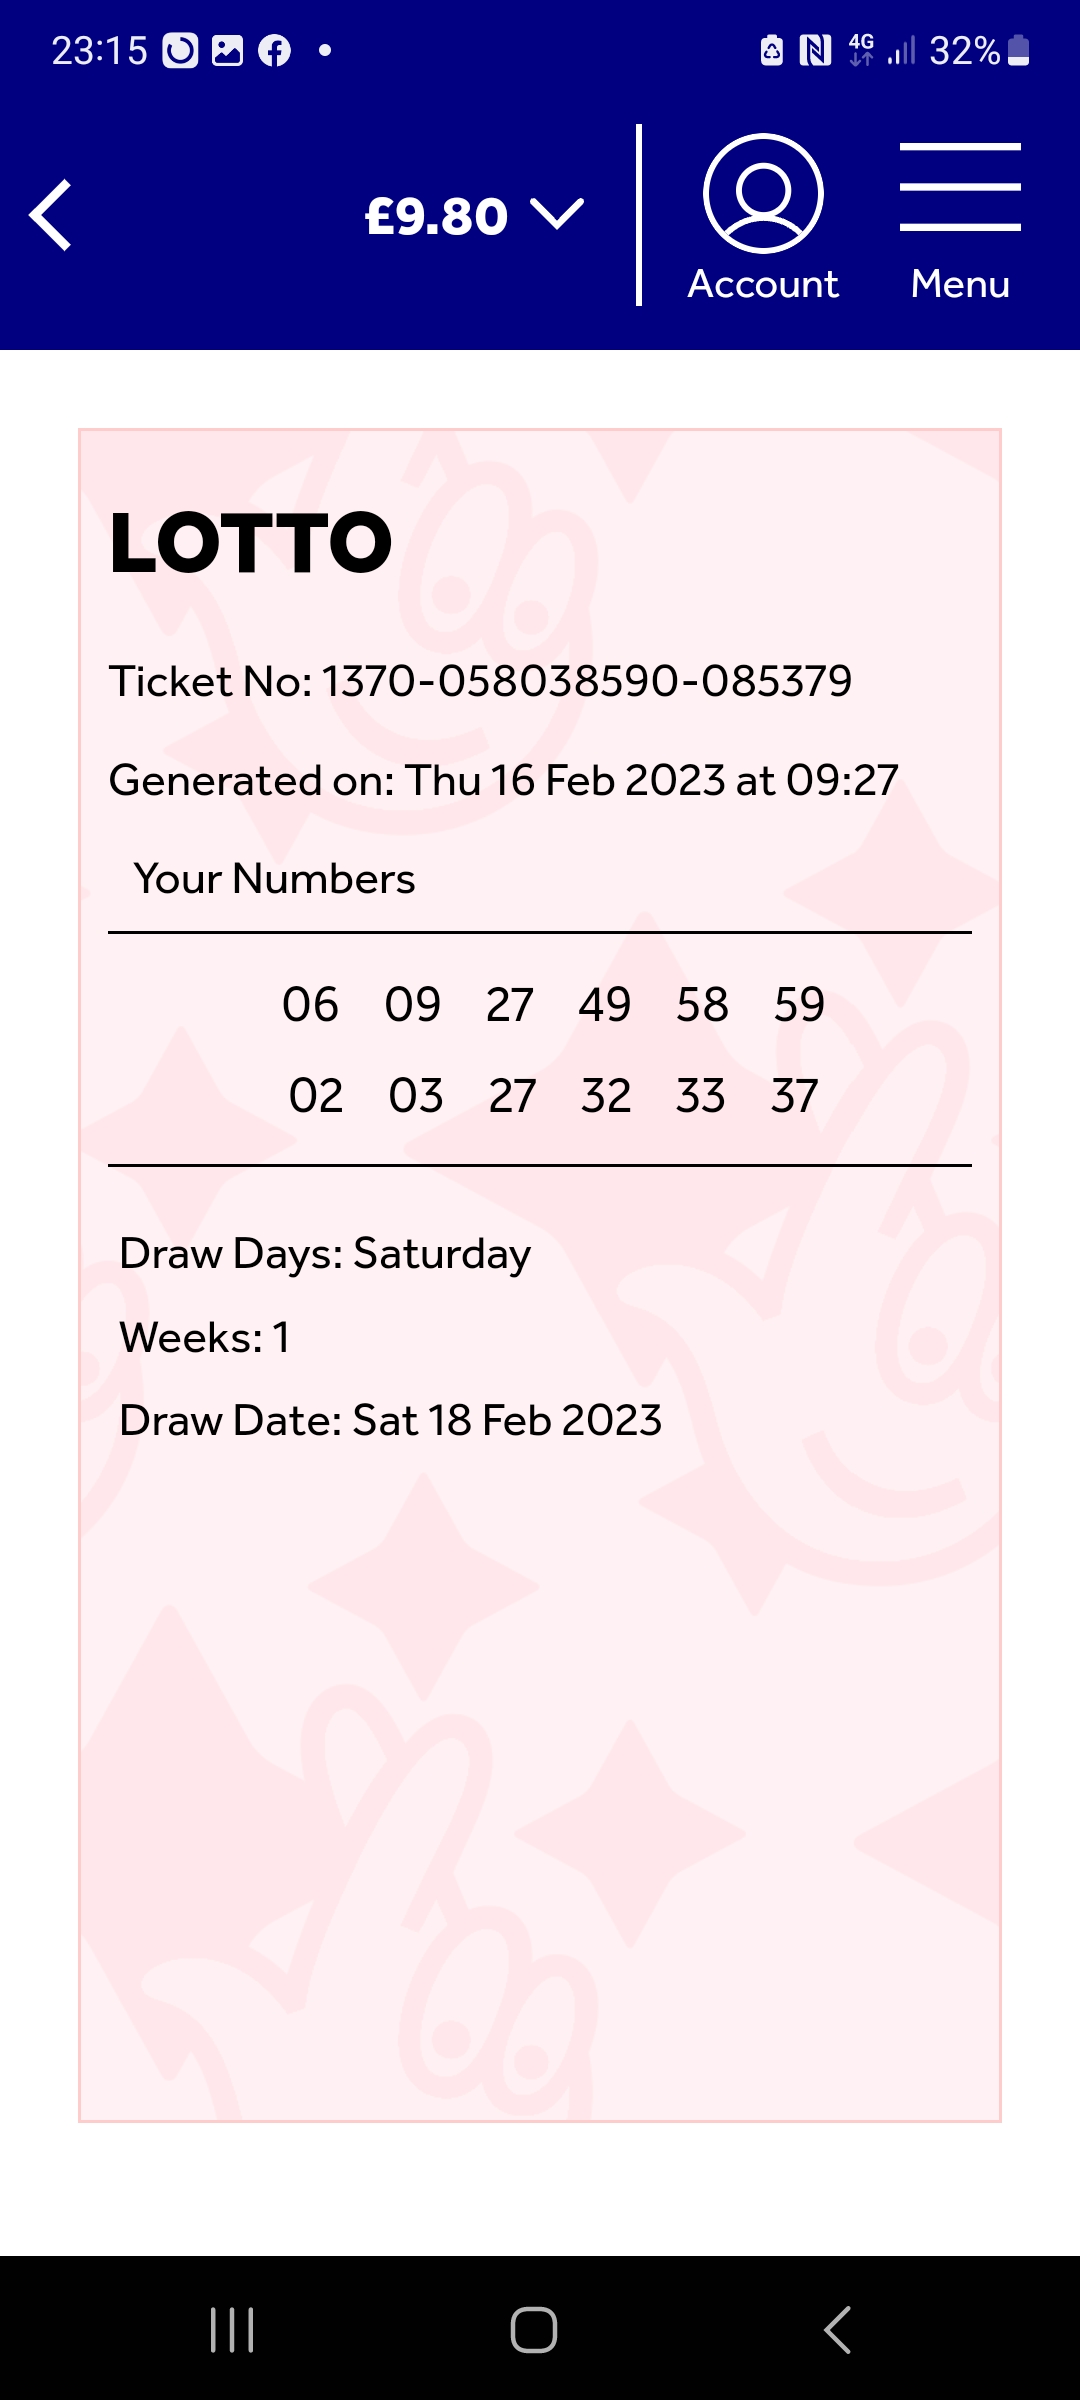 23:15 4G 32%
£9.80
Account Menu
LOTTO
Ticket No: 1370-058038590-085379
Generated on: Thu 16 Feb 2023 at 09:27
Your Numbers
06 09 27 49 58 59
02 03 27 32 33 37
Draw Days: Saturday
Weeks: 1
Draw Date: Sat 18 Feb 2023